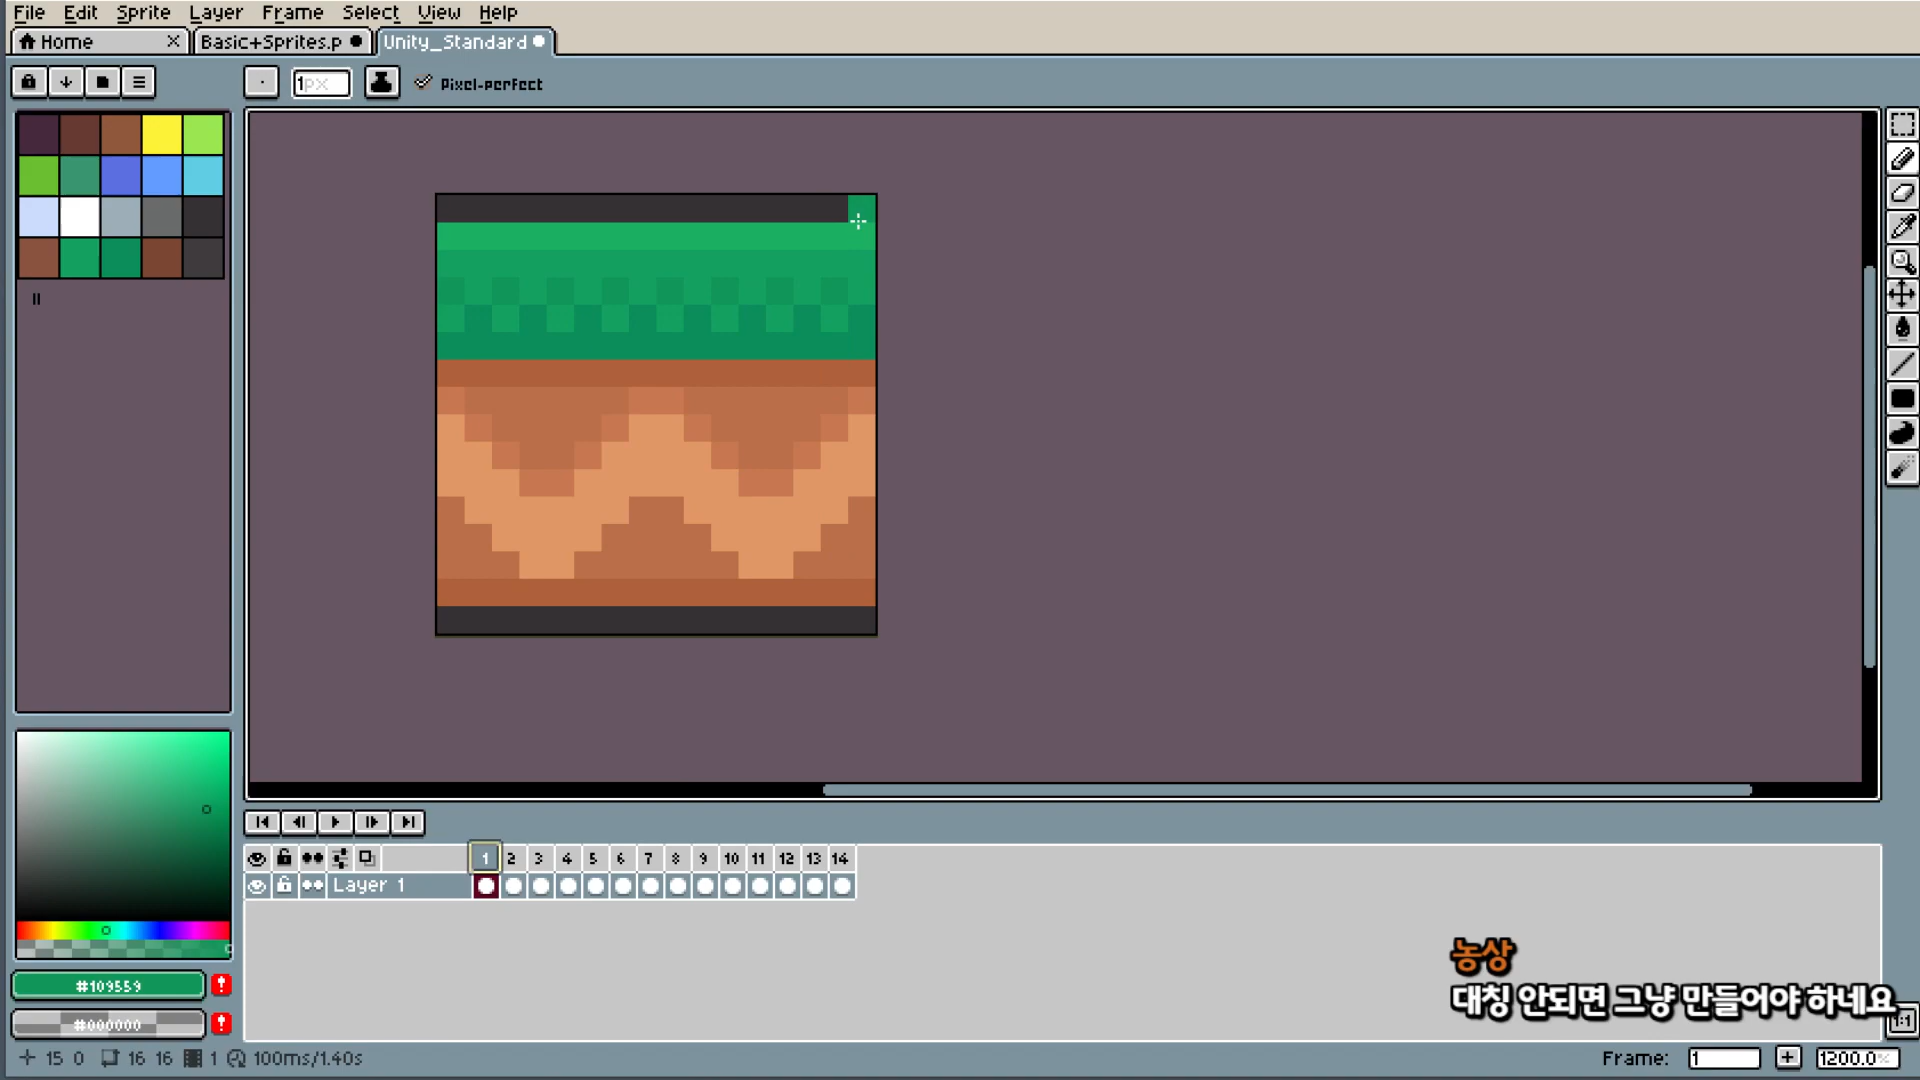 File Edit Sprite Layer Frame Select View Help
Home Basic+Sprites.p Unity_Standard
1px Pixel-perfect
#109559
#000000
1 2 3 4 5 6 7 8 9 10 11 12 13 14
Layer 1
농상
대칭 안되면 그냥 만들어야 하네요
1:1
15 0 16 16 1 100ms/1.40s Frame: 1 1200.0%